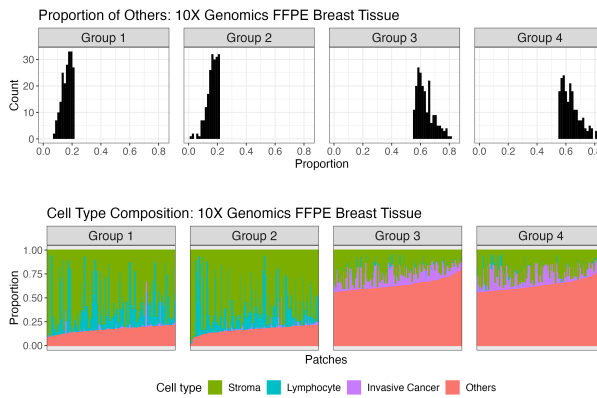 Proportion of Others: 10X Genomics FFPE Breast Tissue
Group 1 Group 2 Group 3 Group 4
30
20
10
0
Count
0.0 0.2 0.4 0.6 0.8 0.0 0.2 0.4 0.6 0.8 0.0 0.2 0.4 0.6 0.8 0.0 0.2 0.4 0.6 0.8
Proportion
Cell Type Composition: 10X Genomics FFPE Breast Tissue
Group 1 Group 2 Group 3 Group 4
1.00
0.75
0.50
0.25
0.00
Proportion
Patches
Cell type Stroma Lymphocyte Invasive Cancer Others